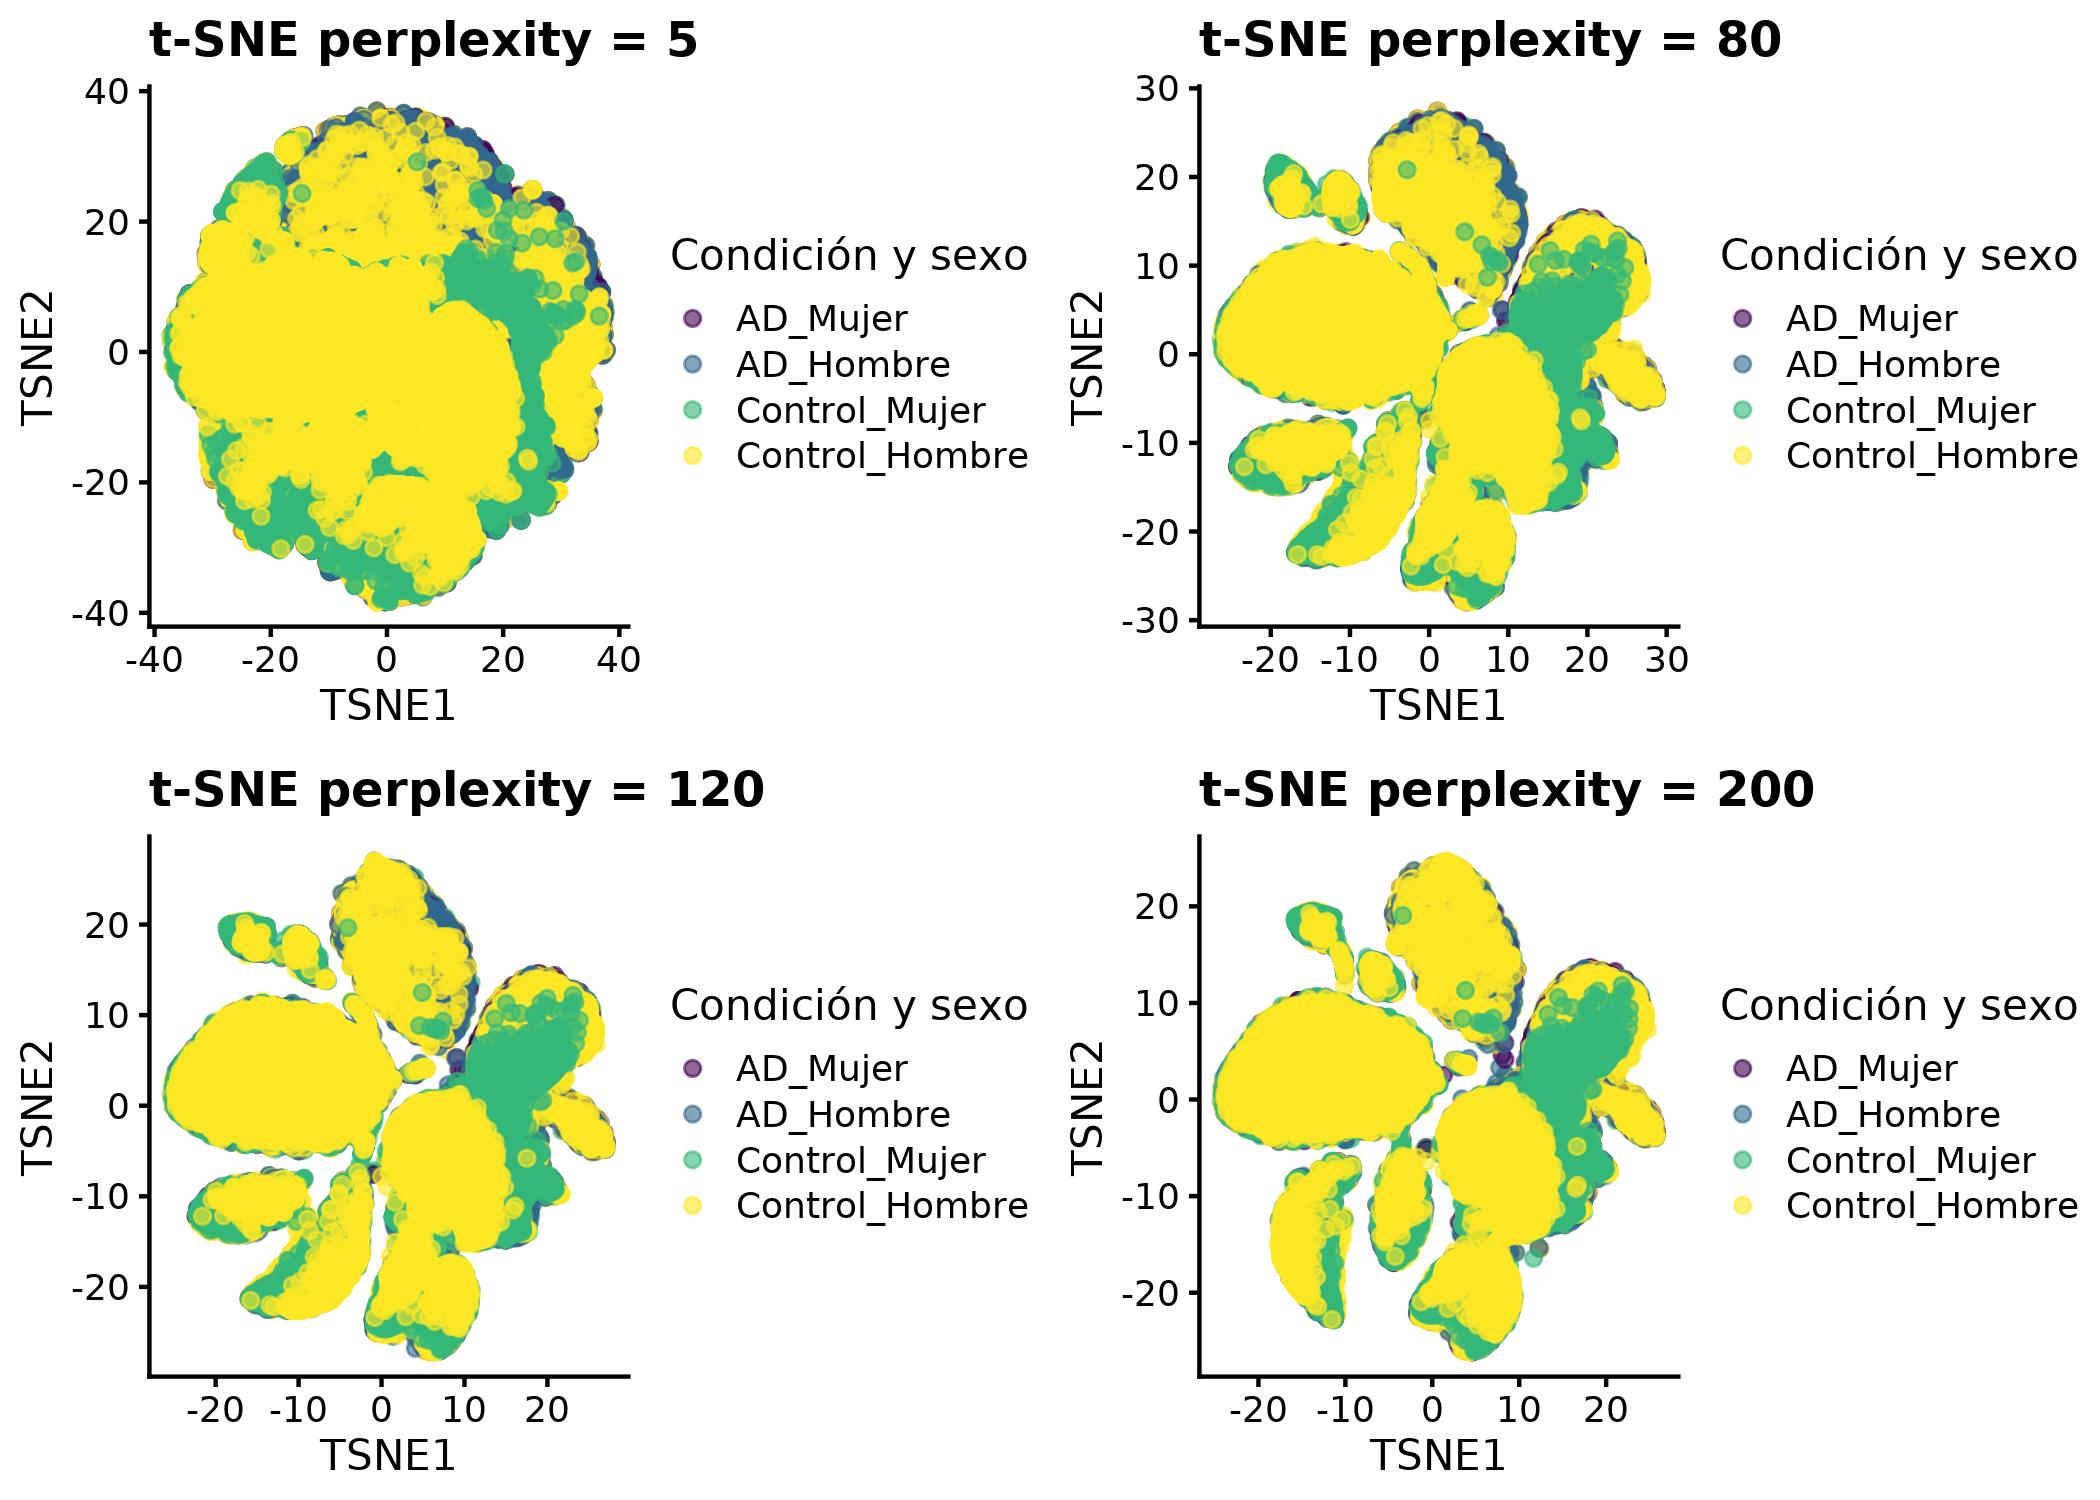 t-SNE perplexity = 5
40
20
0
-20
-40
-40 -20 0 20 40
TSNE1
TSNE2
Condición y sexo
AD_Mujer
AD_Hombre
Control_Mujer
Control_Hombre
t-SNE perplexity = 80
30
20
10
0
-10
-20
-30
-20 -10 0 10 20 30
TSNE1
TSNE2
Condición y sexo
AD_Mujer
AD_Hombre
Control_Mujer
Control_Hombre
t-SNE perplexity = 120
20
10
0
-10
-20
-20 -10 0 10 20
TSNE1
TSNE2
Condición y sexo
AD_Mujer
AD_Hombre
Control_Mujer
Control_Hombre
t-SNE perplexity = 200
20
10
0
-10
-20
-20 -10 0 10 20
TSNE1
TSNE2
Condición y sexo
AD_Mujer
AD_Hombre
Control_Mujer
Control_Hombre